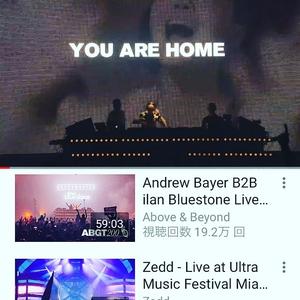 YOU ARE HOME
59:03
ABGT200
Andrew Bayer B2B
ilan Bluestone Live...
Above & Beyond
視聴回数 19.2万 回
Zedd - Live at Ultra
Music Festival Mia...
Zedd